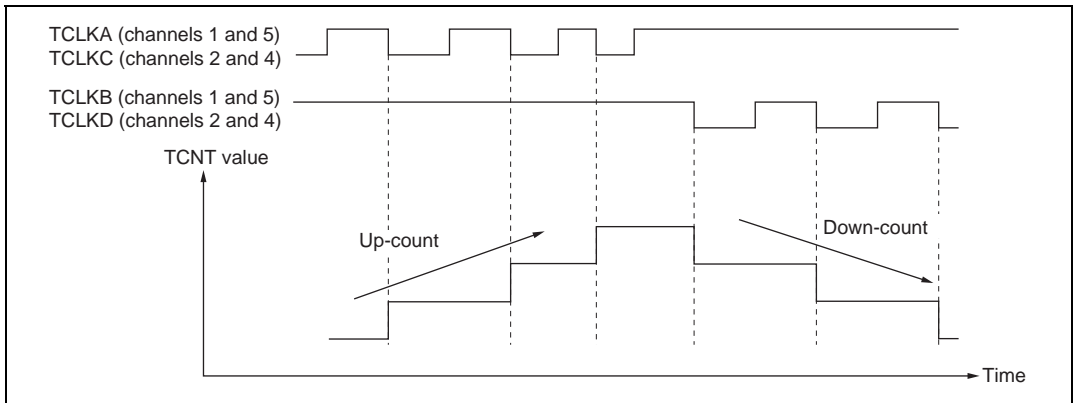 TCLKA (channels 1 and 5)
TCLKC (channels 2 and 4)
TCLKB (channels 1 and 5)
TCLKD (channels 2 and 4)
TCNT value
Up-count
Down-count
Time